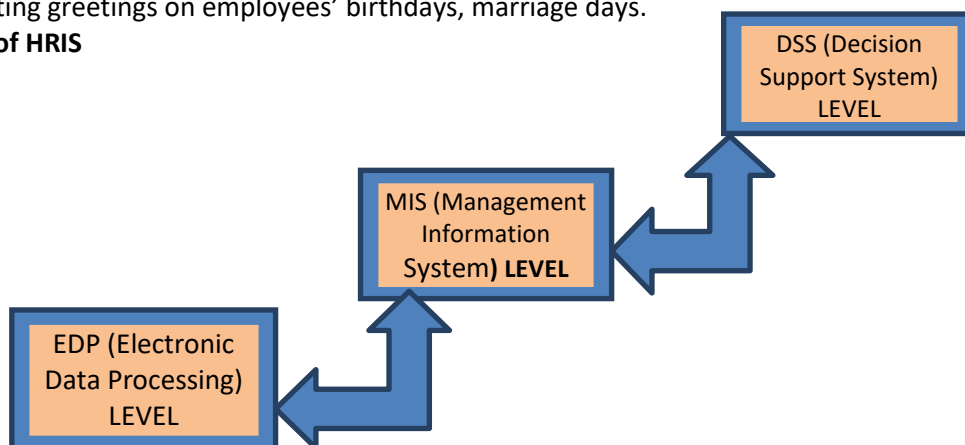 ting greetings on employees’ birthdays, marriage days.
of HRIS
DSS (Decision
Support System)
LEVEL
MIS (Management
Information
System) LEVEL
EDP (Electronic
Data Processing)
LEVEL